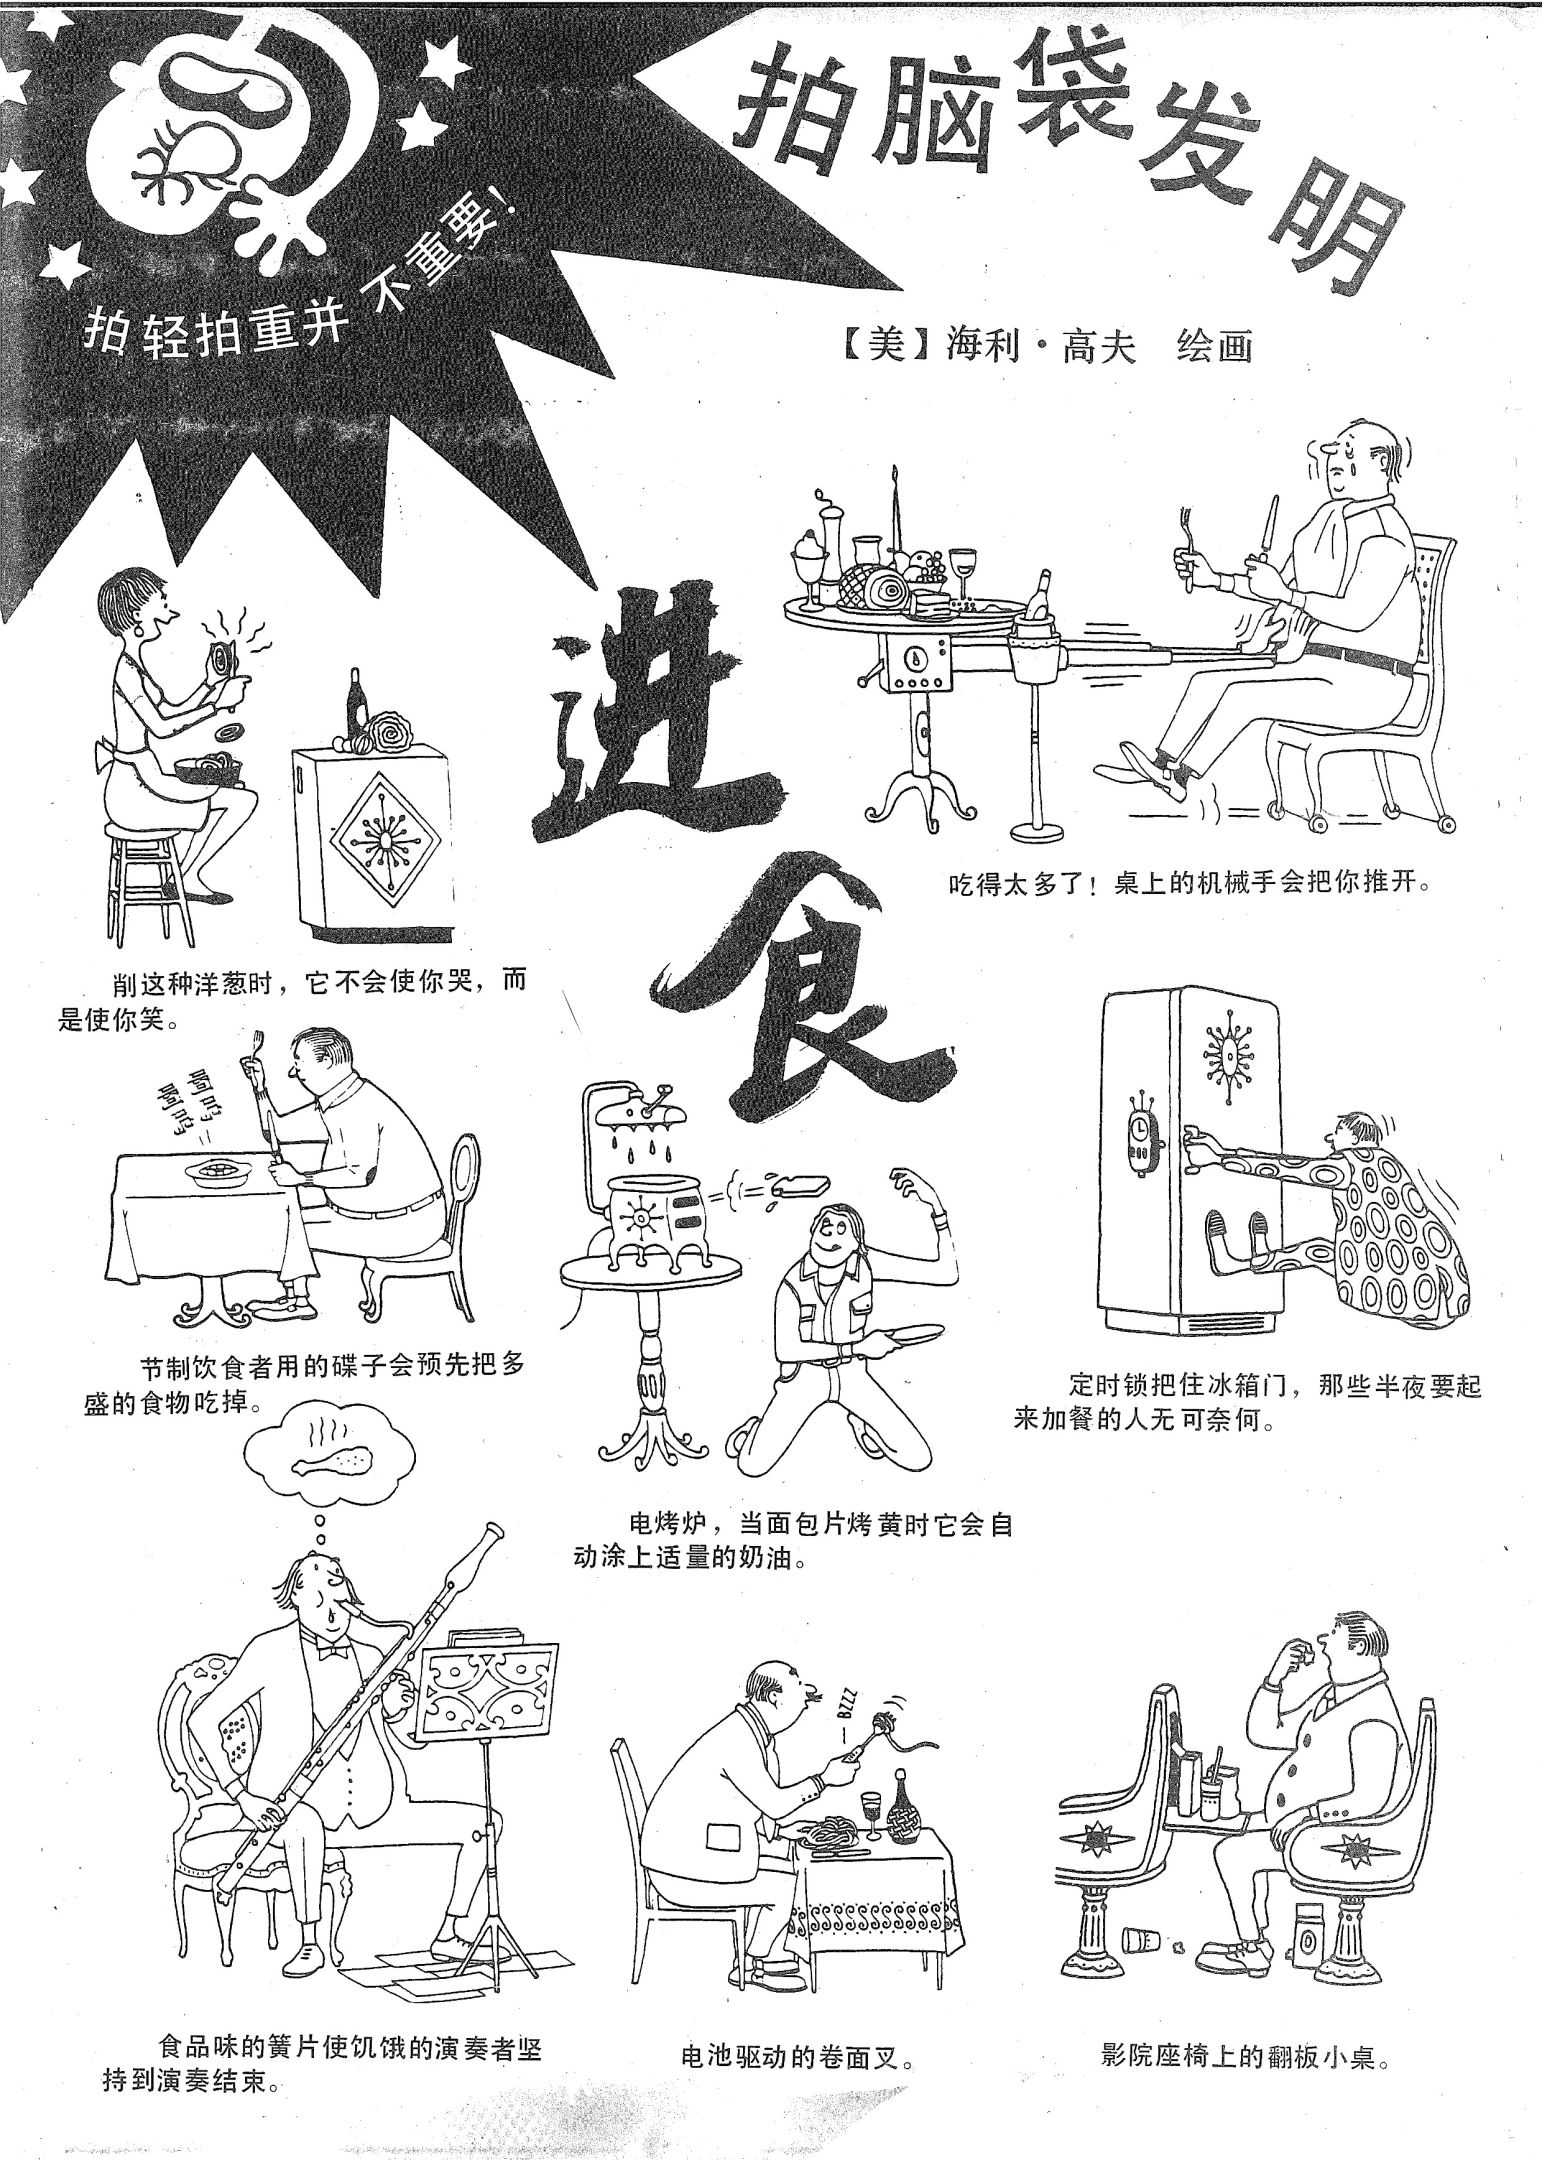 拍脑袋发明
拍轻拍重并不重要!
【美】海利·高夫 绘画
进食
吃得太多了! 桌上的机械手会把你推开。
削这种洋葱时，它不会使你哭，而
是使你笑。
啊呜
啊呜
节制饮食者用的碟子会预先把多
盛的食物吃掉。
电烤炉，当面包片烤黄时它会自
动涂上适量的奶油。
定时锁把住冰箱门，那些半夜要起
来加餐的人无可奈何。
食品味的簧片使饥饿的演奏者坚
持到演奏结束。
BZZZ
电池驱动的卷面叉。
影院座椅上的翻板小桌。